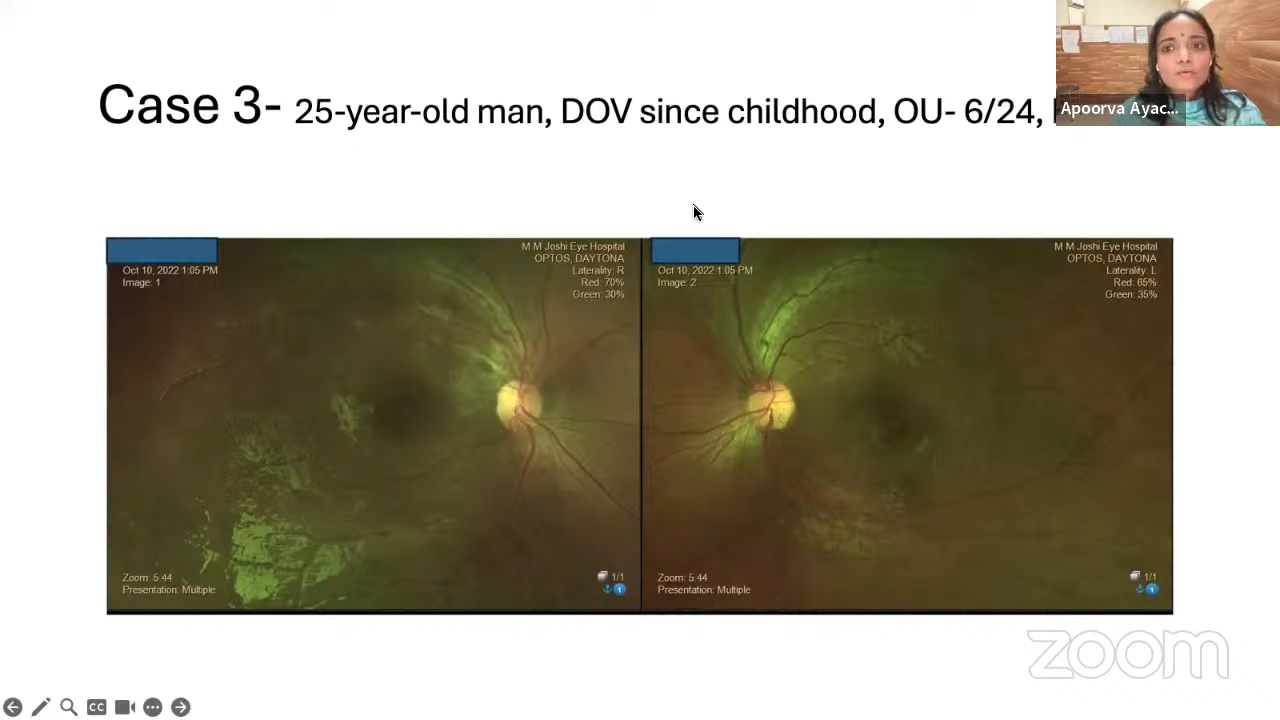 Case 3- 25-year-old man, DOV since childhood, OU- 6/24,
Apoorva Ayac...
M M Joshi Eye Hospital
OPTOS, DAYTONA
Oct 10, 2022 1:05 PM
Laterality: R
Image: 1
Red: 70%
Green: 30%
Zoom: 5.44
1/1
Presentation: Multiple
1
M M Joshi Eye Hospital
OPTOS, DAYTONA
Oct 10, 2022 1:05 PM
Laterality: L
Image: 2
Red: 65%
Green: 35%
Zoom: 5.44
1/1
Presentation: Multiple
1
zoom
CC